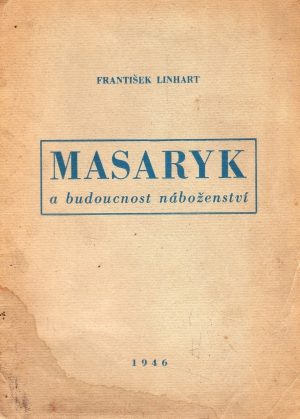 FRANTIŠEK LINHART
MASARYK
a budoucnost náboženství
1946